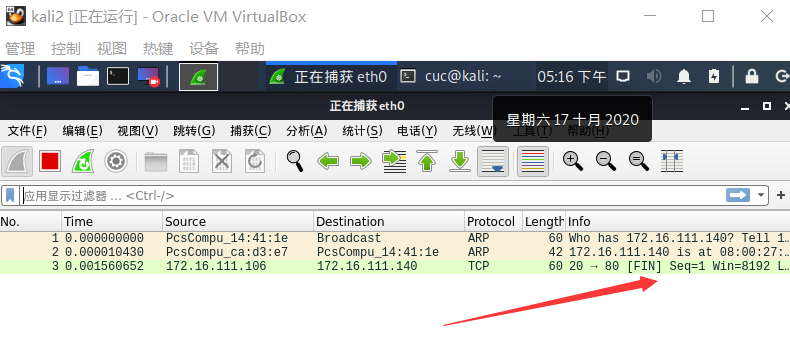 kali2 [正在运行] - Oracle VM VirtualBox
管理 控制 视图 热键 设备 帮助
正在捕获 eth0 cuc@kali: ~ 05:16 下午
正在捕获 eth0
星期六 17 十月 2020
文件(F) 编辑(E) 视图(V) 跳转(G) 捕获(C) 分析(A) 统计(S) 电话(Y) 无线(W) 工具(T) 帮助(H)
应用显示过滤器 … <Ctrl-/>
No. Time Source Destination Protocol Length Info
1 0.000000000 PcsCompu_14:41:1e Broadcast ARP 60 Who has 172.16.111.140? Tell 1…
2 0.000010430 PcsCompu_ca:d3:e7 PcsCompu_14:41:1e ARP 42 172.16.111.140 is at 08:00:27:…
3 0.001560652 172.16.111.106 172.16.111.140 TCP 60 20 → 80 [FIN] Seq=1 Win=8192 L…